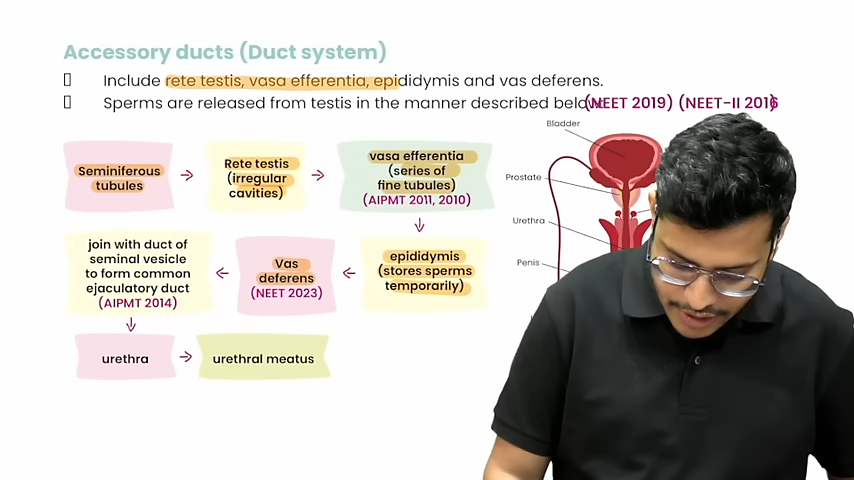 Accessory ducts (Duct system)
Include rete testis, vasa efferentia, epididymis and vas deferens.
Sperms are released from testis in the manner described below. (NEET 2019) (NEET-II 2016)
Seminiferous
tubules
Rete testis
(irregular
cavities)
vasa efferentia
(series of
fine tubules)
(AIPMT 2011, 2010)
epididymis
(stores sperms
temporarily)
Vas
deferens
(NEET 2023)
join with duct of
seminal vesicle
to form common
ejaculatory duct
(AIPMT 2014)
urethra
urethral meatus
Bladder
Prostate
Urethra
Penis